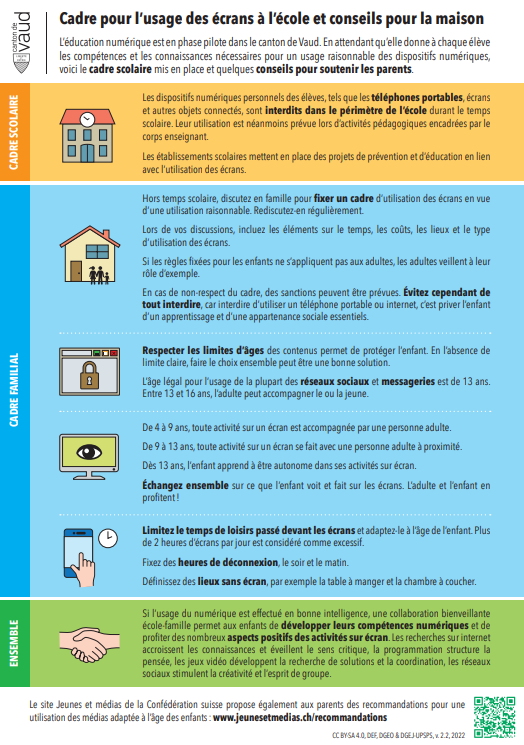 canton de
vaud
Cadre pour l'usage des écrans à l'école et conseils pour la maison
L'éducation numérique est en phase pilote dans le canton de Vaud. En attendant qu'elle donne à chaque élève
les compétences et les connaissances nécessaires pour un usage raisonnable des dispositifs numériques,
voici le cadre scolaire mis en place et quelques conseils pour soutenir les parents.
CADRE SCOLAIRE
Les dispositifs numériques personnels des élèves, tels que les téléphones portables, écrans
et autres objets connectés, sont interdits dans le périmètre de l'école durant le temps
scolaire. Leur utilisation est néanmoins prévue lors d'activités pédagogiques encadrées par le
corps enseignant.
Les établissements scolaires mettent en place des projets de prévention et d'éducation en lien
avec l'utilisation des écrans.
CADRE FAMILIAL
Hors temps scolaire, discutez en famille pour fixer un cadre d'utilisation des écrans en vue
d'une utilisation raisonnable. Rediscutez-en régulièrement.
Lors de vos discussions, incluez les éléments sur le temps, les coûts, les lieux et le type
d'utilisation des écrans.
Si les règles fixées pour les enfants ne s'appliquent pas aux adultes, les adultes veillent à leur
rôle d'exemple.
En cas de non-respect du cadre, des sanctions peuvent être prévues. Évitez cependant de
tout interdire, car interdire d'utiliser un téléphone portable ou internet, c'est priver l'enfant
d'un apprentissage et d'une appartenance sociale essentiels.
Respecter les limites d'âges des contenus permet de protéger l'enfant. En l'absence de
limite claire, faire le choix ensemble peut être une bonne solution.
L'âge légal pour l'usage de la plupart des réseaux sociaux et messageries est de 13 ans.
Entre 13 et 16 ans, l'adulte peut accompagner le ou la jeune.
De 4 à 9 ans, toute activité sur un écran est accompagnée par une personne adulte.
De 9 à 13 ans, toute activité sur un écran se fait avec une personne adulte à proximité.
Dès 13 ans, l'enfant apprend à être autonome dans ses activités sur écran.
Échangez ensemble sur ce que l'enfant voit et fait sur les écrans. L'adulte et l'enfant en
profitent !
Limitez le temps de loisirs passé devant les écrans et adaptez-le à l'âge de l'enfant. Plus
de 2 heures d'écrans par jour est considéré comme excessif.
Fixez des heures de déconnexion, le soir et le matin.
Définissez des lieux sans écran, par exemple la table à manger et la chambre à coucher.
ENSEMBLE
Si l'usage du numérique est effectué en bonne intelligence, une collaboration bienveillante
école-famille permet aux enfants de développer leurs compétences numériques et de
profiter des nombreux aspects positifs des activités sur écran. Les recherches sur internet
accroissent les connaissances et éveillent le sens critique, la programmation structure la
pensée, les jeux vidéo développent la recherche de solutions et la coordination, les réseaux
sociaux stimulent la créativité et l'esprit de groupe.
Le site Jeunes et médias de la Confédération suisse propose également aux parents des recommandations pour une
utilisation des médias adaptée à l'âge des enfants : www.jeunesetmedias.ch/recommandations
CC BY-SA 4.0, DEF, DGEO & DGEJ-UPSPS, v. 2.2, 2022